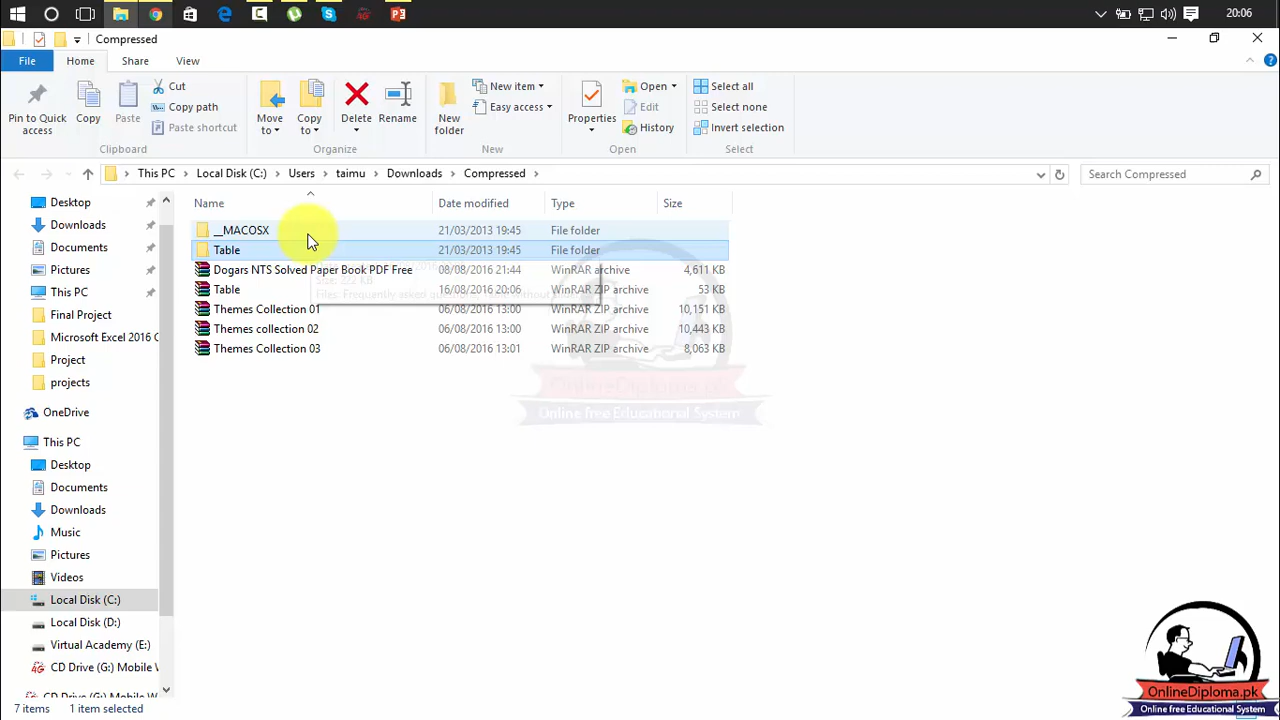 20:06
Compressed
File Home Share View
Pin to Quick access
Copy
Paste
Cut
Copy path
Paste shortcut
Clipboard
Move to
Copy to
Delete
Rename
Organize
New folder
New item
Easy access
New
Properties
Open
Edit
History
Open
Select all
Select none
Invert selection
Select
This PC Local Disk (C:) Users taimu Downloads Compressed
Search Compressed
Name Date modified Type Size
__MACOSX 21/03/2013 19:45 File folder
Table 21/03/2013 19:45 File folder
Dogars NTS Solved Paper Book PDF Free 08/08/2016 21:44 WinRAR archive 4,611 KB
Table 16/08/2016 20:06 WinRAR ZIP archive 53 KB
Themes Collection 01 06/08/2016 13:00 WinRAR ZIP archive 10,151 KB
Themes collection 02 06/08/2016 13:00 WinRAR ZIP archive 10,443 KB
Themes Collection 03 06/08/2016 13:01 WinRAR ZIP archive 8,063 KB
Desktop
Downloads
Documents
Pictures
This PC
Final Project
Microsoft Excel 2016 C
Project
projects
OneDrive
This PC
Desktop
Documents
Downloads
Music
Pictures
Videos
Local Disk (C:)
Local Disk (D:)
Virtual Academy (E:)
CD Drive (G:) Mobile W
CD Drive (G:) Mobile W
7 items 1 item selected
OnlineDiploma.pk
Online free Educational System
OnlineDiploma.pk
Online free Educational System